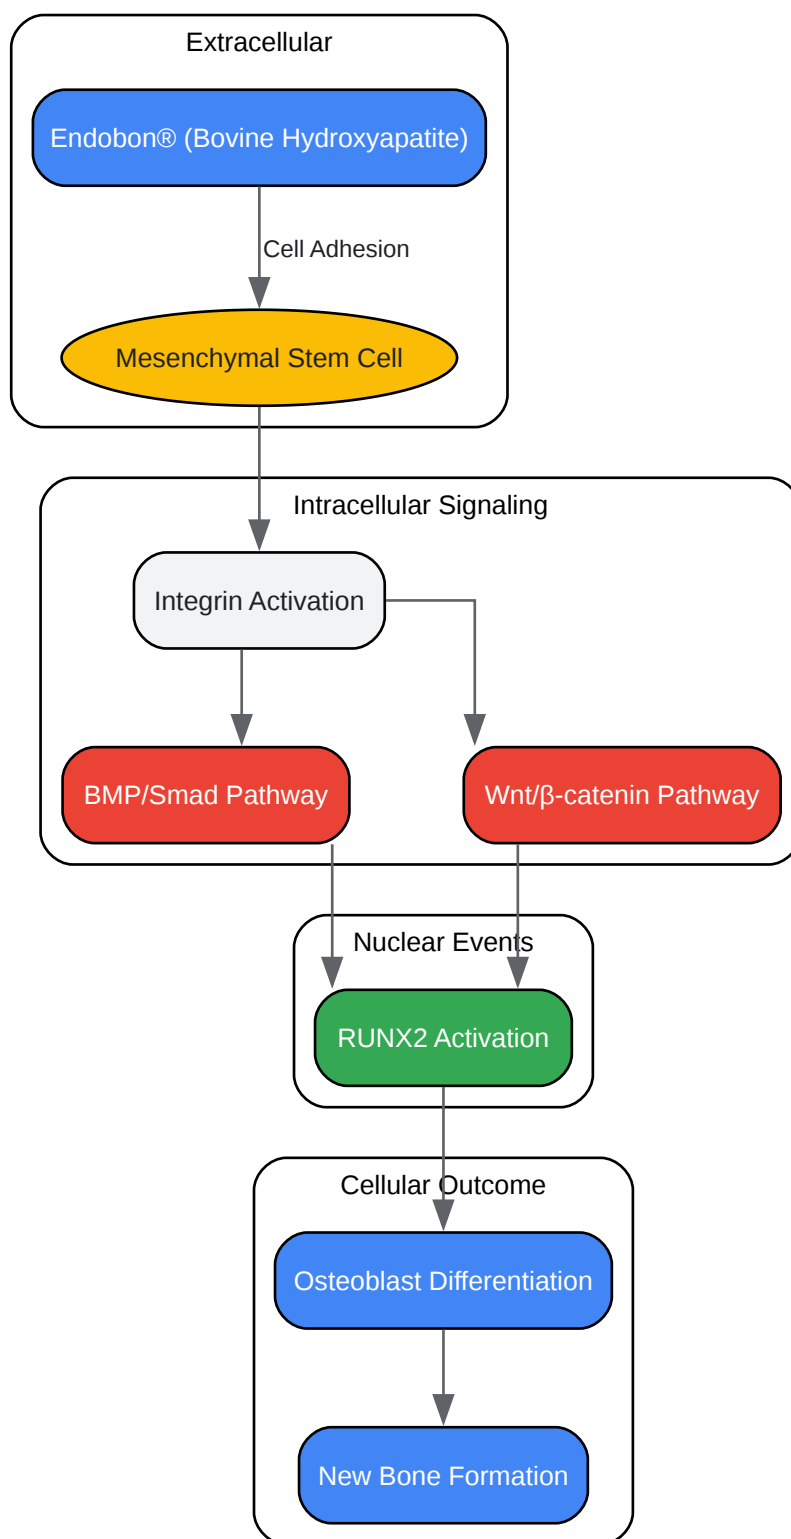 Extracellular
Endobon® (Bovine Hydroxyapatite)
Cell Adhesion
Mesenchymal Stem Cell
Intracellular Signaling
Integrin Activation
BMP/Smad Pathway
Wnt/β-catenin Pathway
Nuclear Events
RUNX2 Activation
Cellular Outcome
Osteoblast Differentiation
New Bone Formation